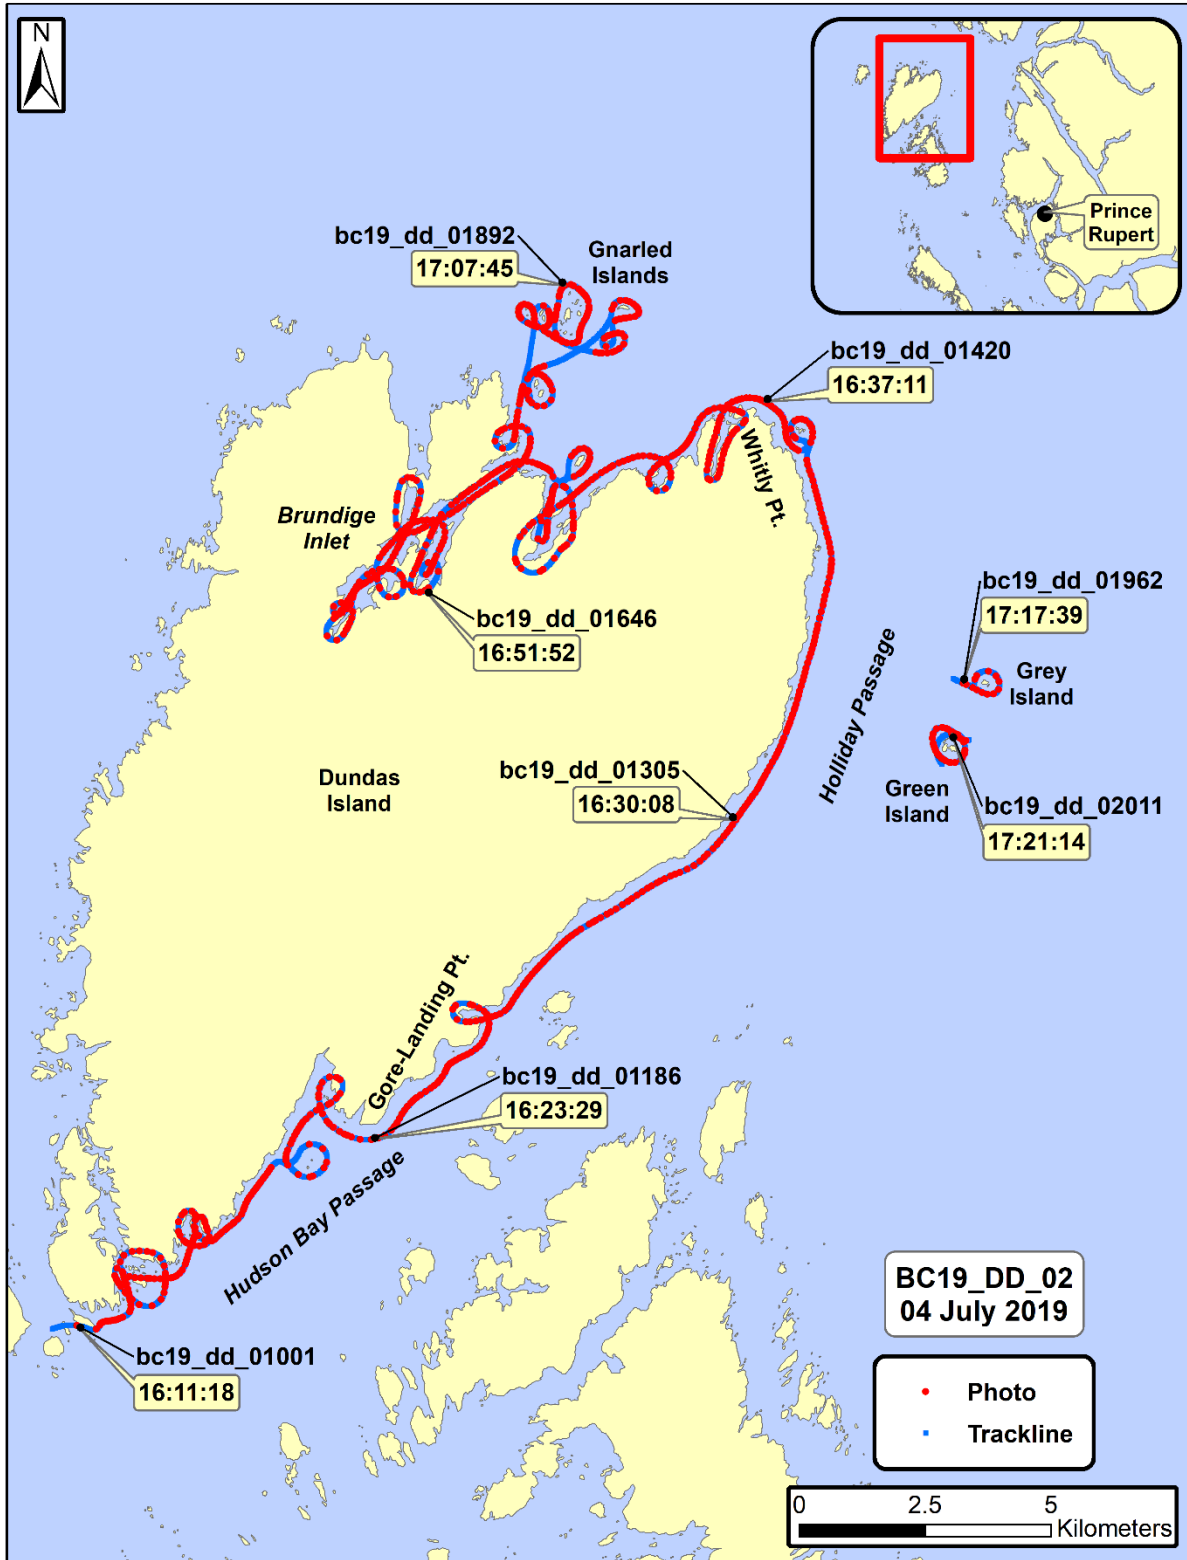 N
Prince
Rupert
bc19_dd_01892
17:07:45
Gnarled
Islands
bc19_dd_01420
16:37:11
Whitly Pt.
Brundige
Inlet
bc19_dd_01646
16:51:52
bc19_dd_01962
17:17:39
Grey
Island
Holliday Passage
Dundas
Island
bc19_dd_01305
16:30:08
Green
Island
bc19_dd_02011
17:21:14
Gore-Landing Pt.
bc19_dd_01186
16:23:29
Hudson Bay Passage
bc19_dd_01001
16:11:18
BC19_DD_02
04 July 2019
Photo
Trackline
0 2.5 5
Kilometers